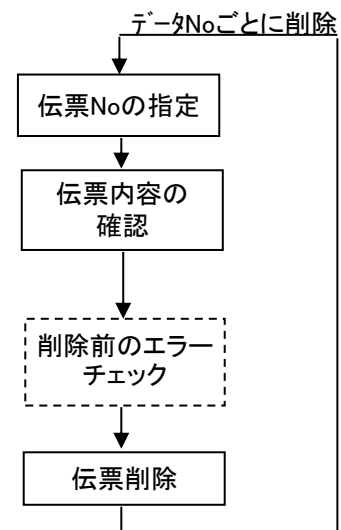 ﾃﾞｰﾀNoごとに削除
伝票Noの指定
伝票内容の
確認
削除前のエラー
チェック
伝票削除